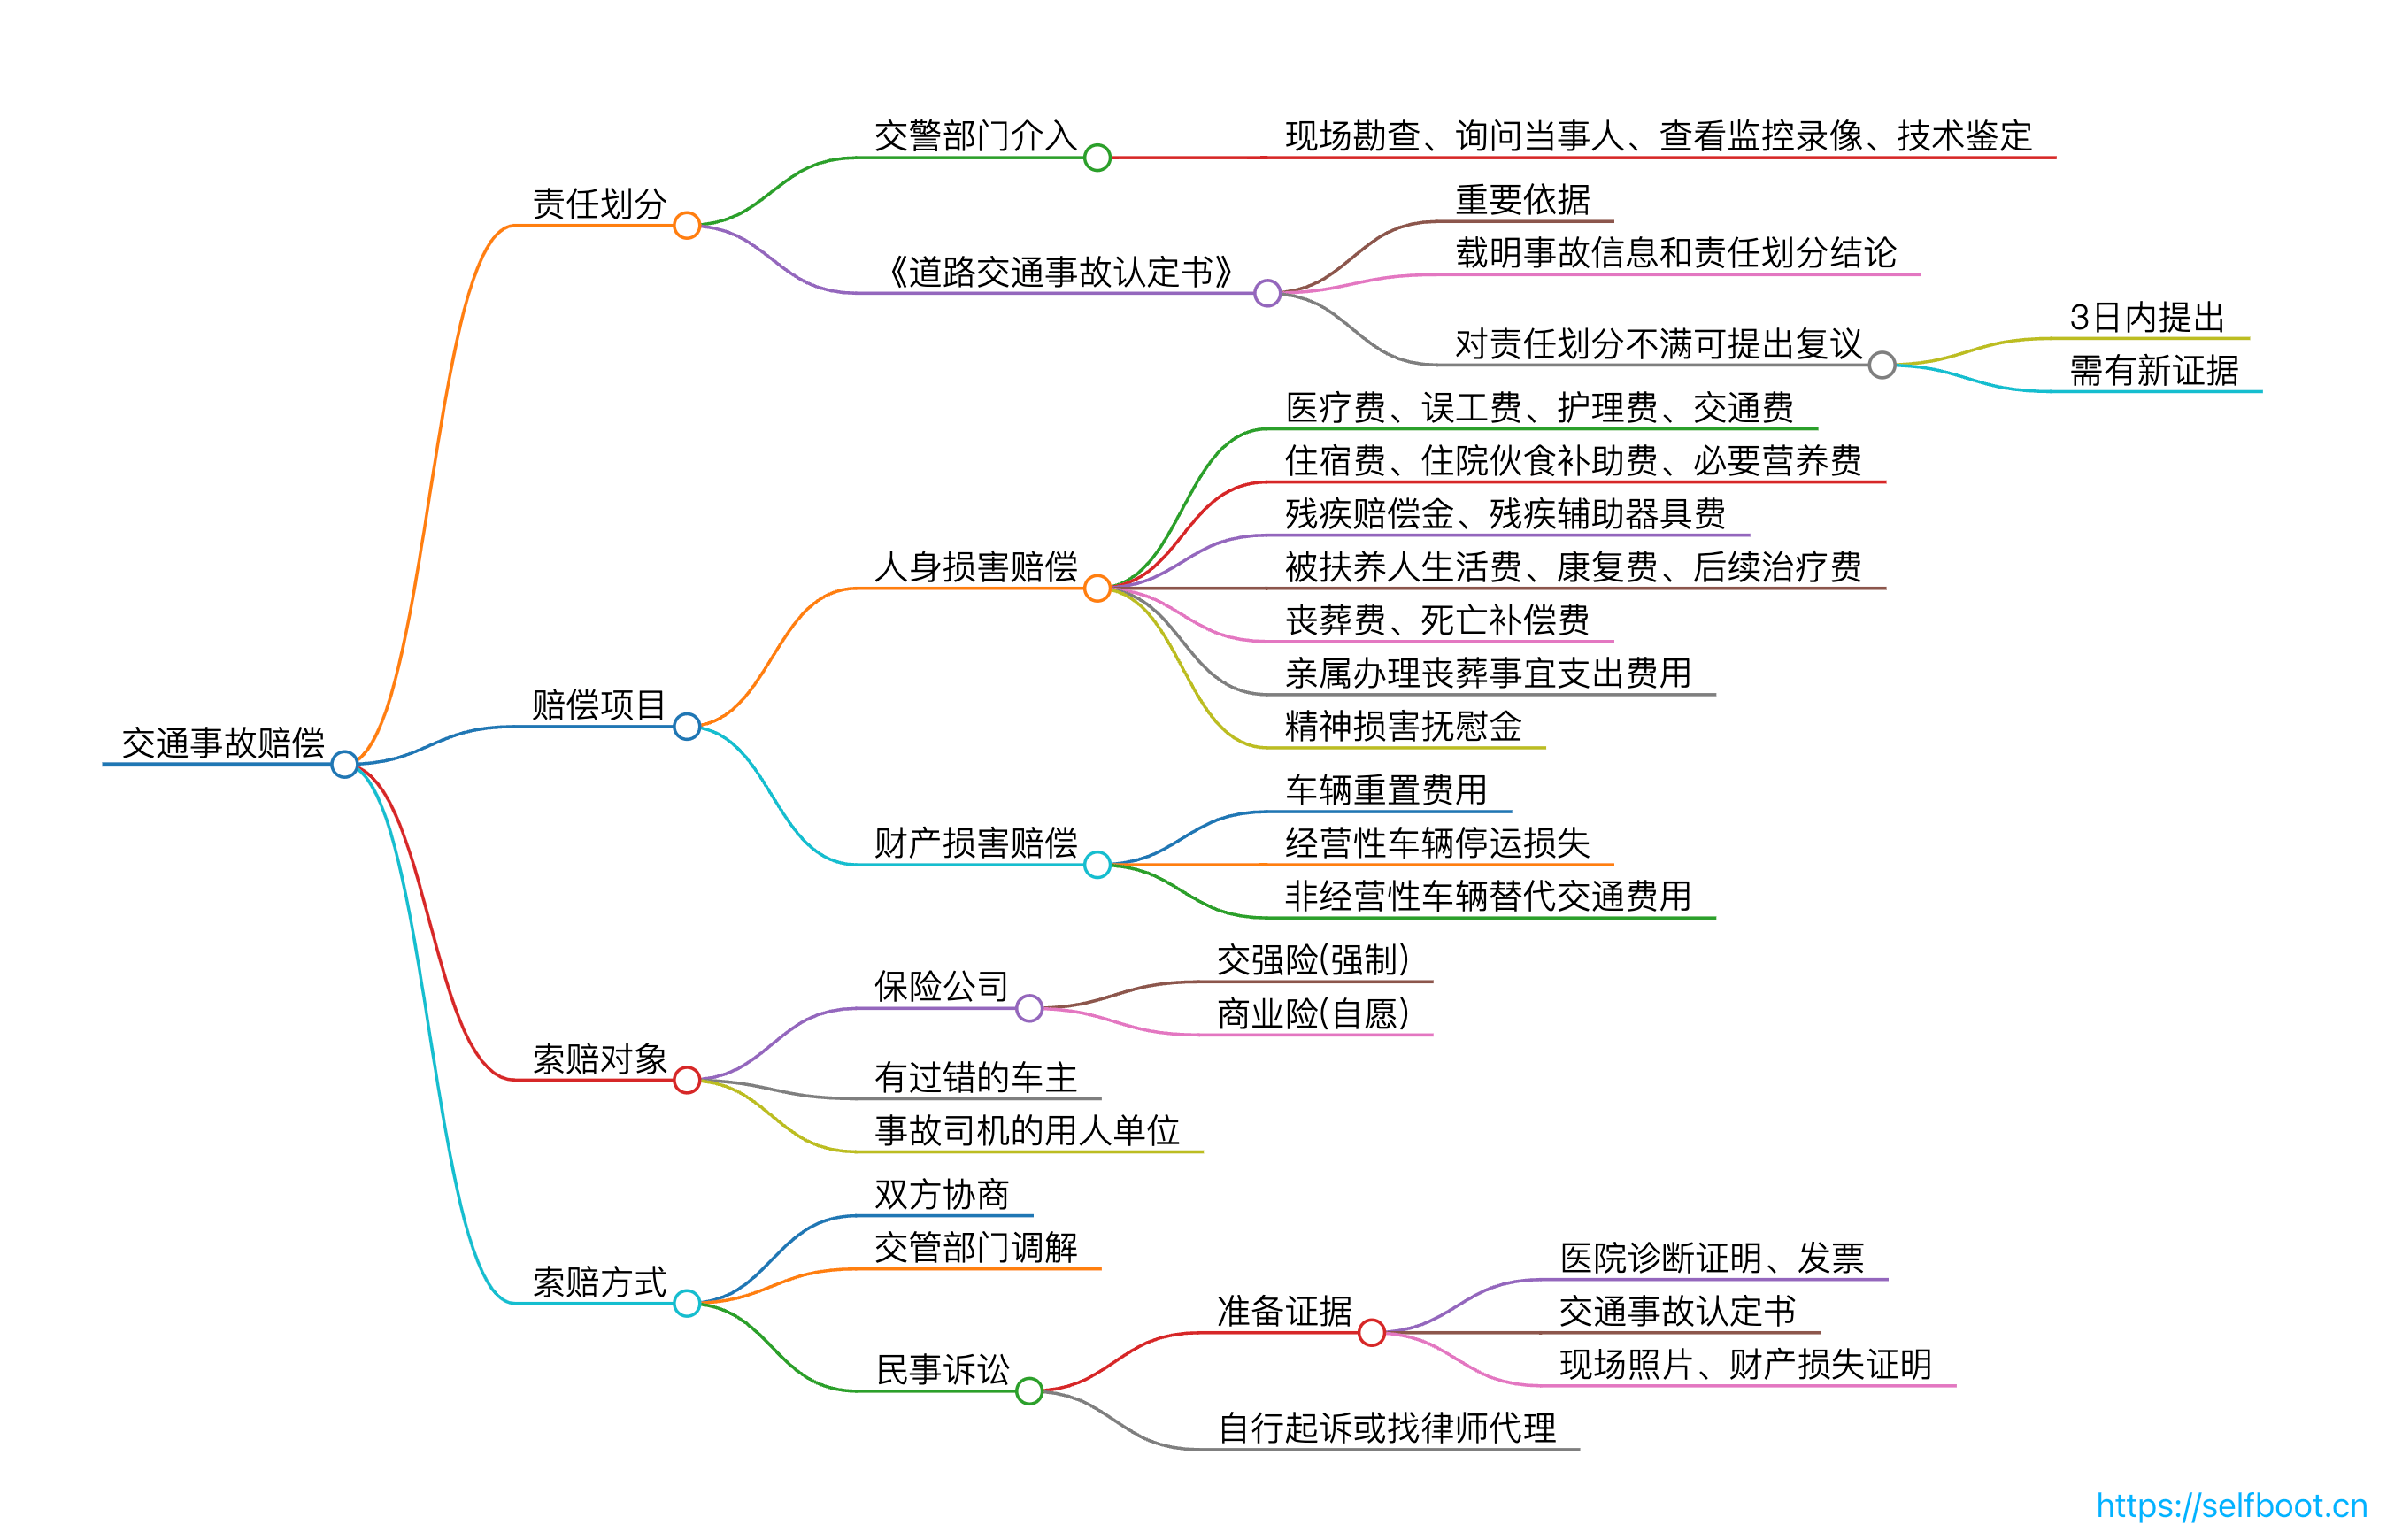 交通事故赔偿
责任划分
交警部门介入
现场勘查、询问当事人、查看监控录像、技术鉴定
《道路交通事故认定书》
重要依据
载明事故信息和责任划分结论
对责任划分不满可提出复议
3日内提出
需有新证据
赔偿项目
人身损害赔偿
医疗费、误工费、护理费、交通费
住宿费、住院伙食补助费、必要营养费
残疾赔偿金、残疾辅助器具费
被扶养人生活费、康复费、后续治疗费
丧葬费、死亡补偿费
亲属办理丧葬事宜支出费用
精神损害抚慰金
财产损害赔偿
车辆重置费用
经营性车辆停运损失
非经营性车辆替代交通费用
索赔对象
保险公司
交强险(强制)
商业险(自愿)
有过错的车主
事故司机的用人单位
索赔方式
双方协商
交管部门调解
民事诉讼
准备证据
医院诊断证明、发票
交通事故认定书
现场照片、财产损失证明
自行起诉或找律师代理
https://selfboot.cn